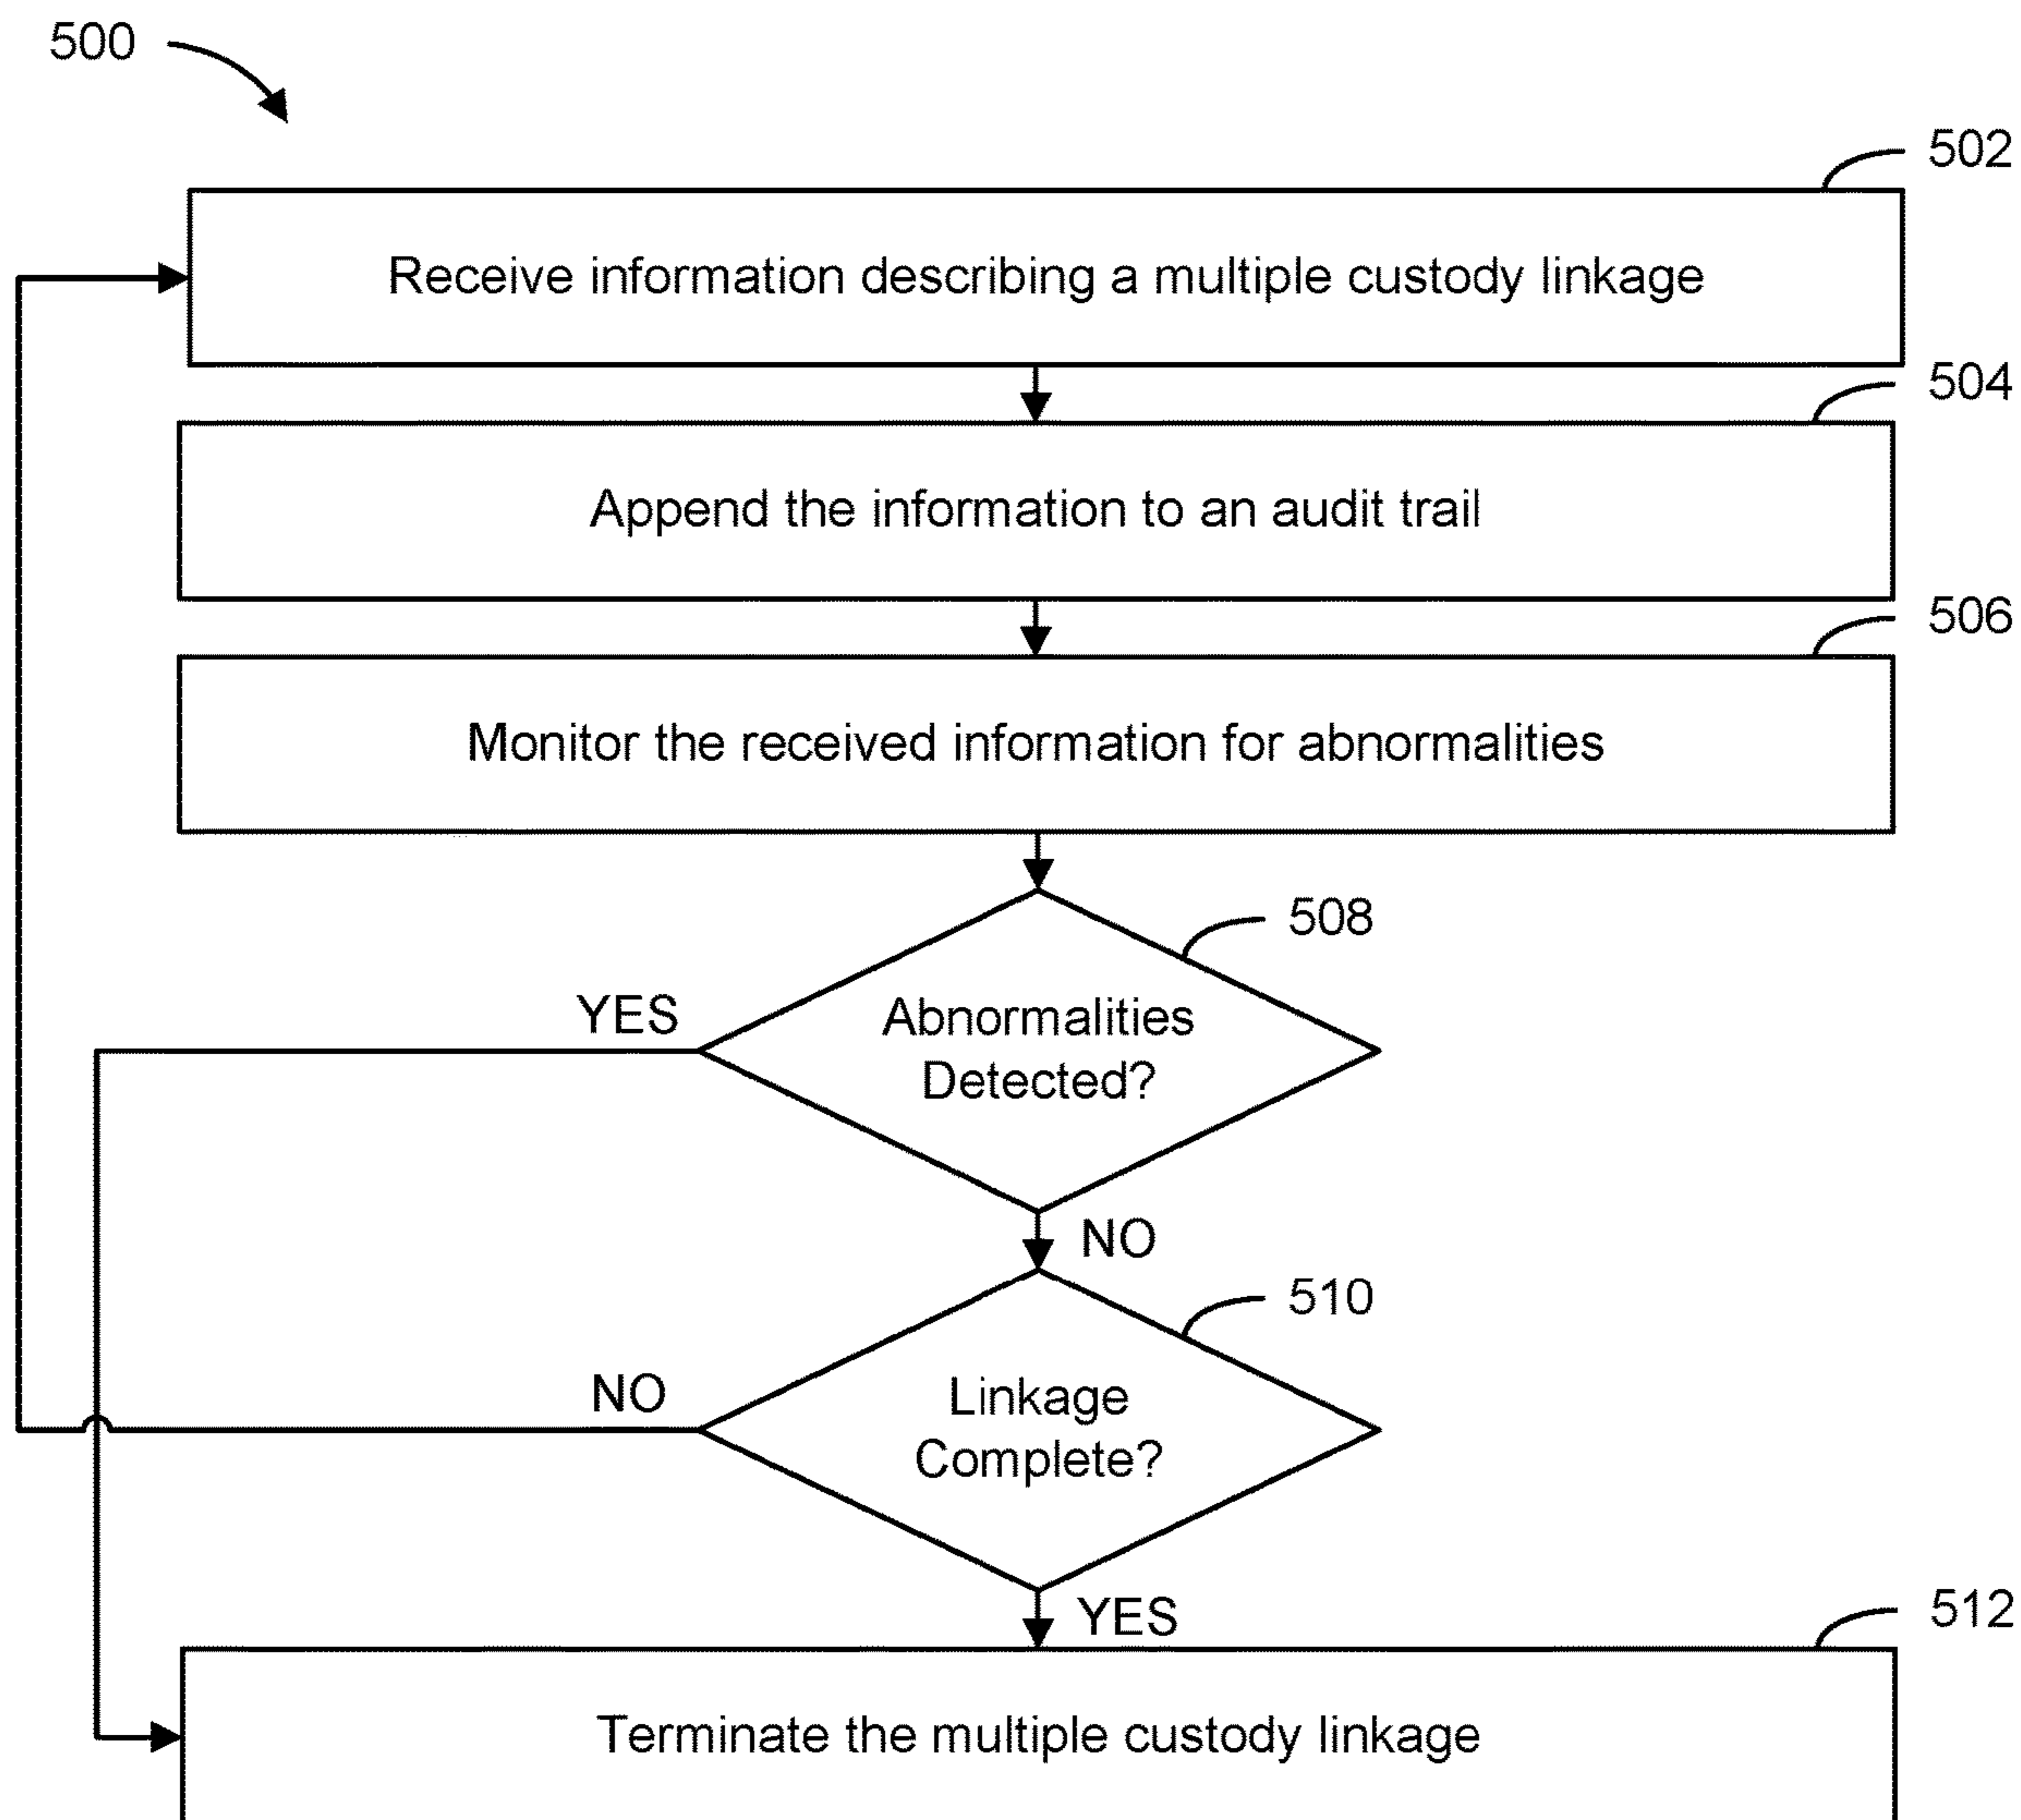 500
502
Receive information describing a multiple custody linkage
504
Append the information to an audit trail
506
Monitor the received information for abnormalities
508
YES
Abnormalities
Detected?
NO
510
NO
Linkage
Complete?
YES
512
Terminate the multiple custody linkage